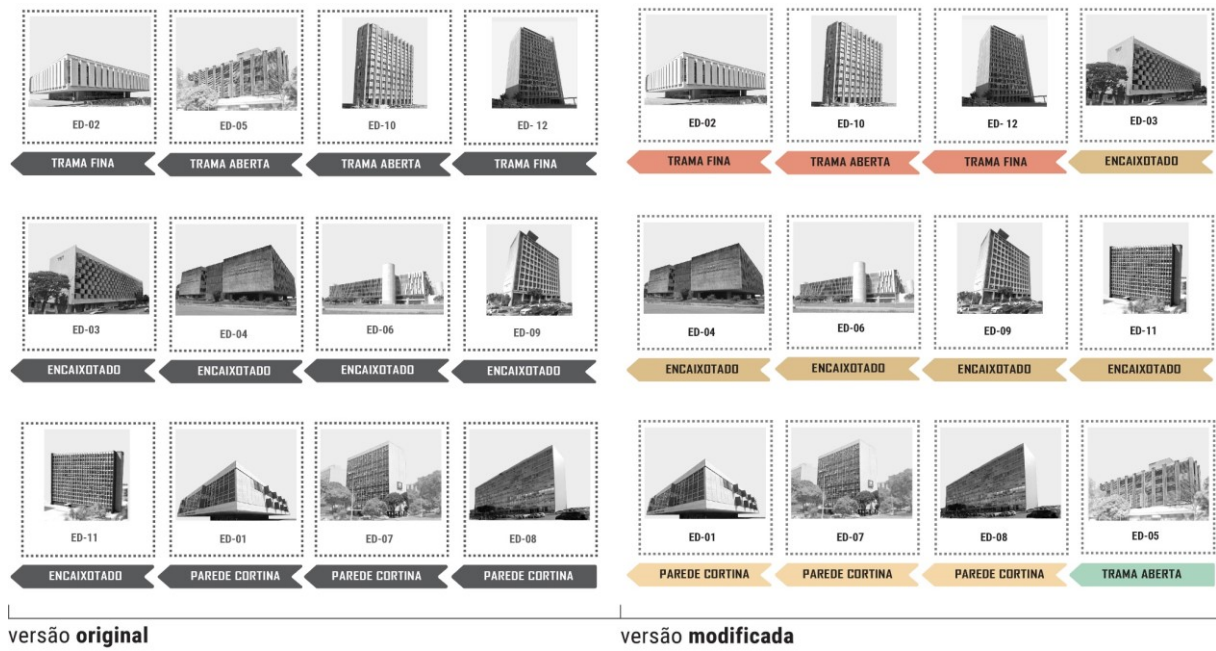 ED-02 ED-05 ED-10 ED- 12
TRAMA FINA TRAMA ABERTA TRAMA ABERTA TRAMA FINA
ED-03 ED-04 ED-06 ED-09
ENCAIXOTADO ENCAIXOTADO ENCAIXOTADO ENCAIXOTADO
ED-11 ED-01 ED-07 ED-08
ENCAIXOTADO PAREDE CORTINA PAREDE CORTINA PAREDE CORTINA
versão original
ED-02 ED-10 ED- 12 ED-03
TRAMA FINA TRAMA ABERTA TRAMA FINA ENCAIXOTADO
ED-04 ED-06 ED-09 ED-11
ENCAIXOTADO ENCAIXOTADO ENCAIXOTADO ENCAIXOTADO
ED-01 ED-07 ED-08 ED-05
PAREDE CORTINA PAREDE CORTINA PAREDE CORTINA TRAMA ABERTA
versão modificada